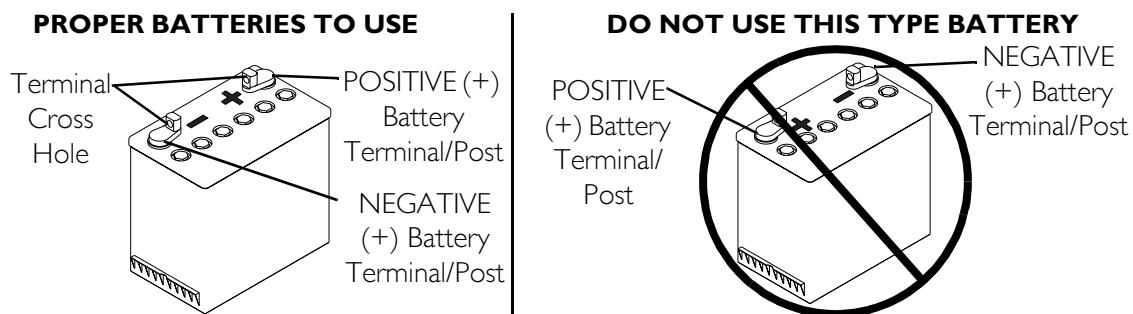 PROPER BATTERIES TO USE
Terminal
Cross
Hole
POSITIVE (+)
Battery
Terminal/Post
NEGATIVE
(+) Battery
Terminal/Post
DO NOT USE THIS TYPE BATTERY
POSITIVE
(+) Battery
Terminal/
Post
NEGATIVE
(+) Battery
Terminal/Post